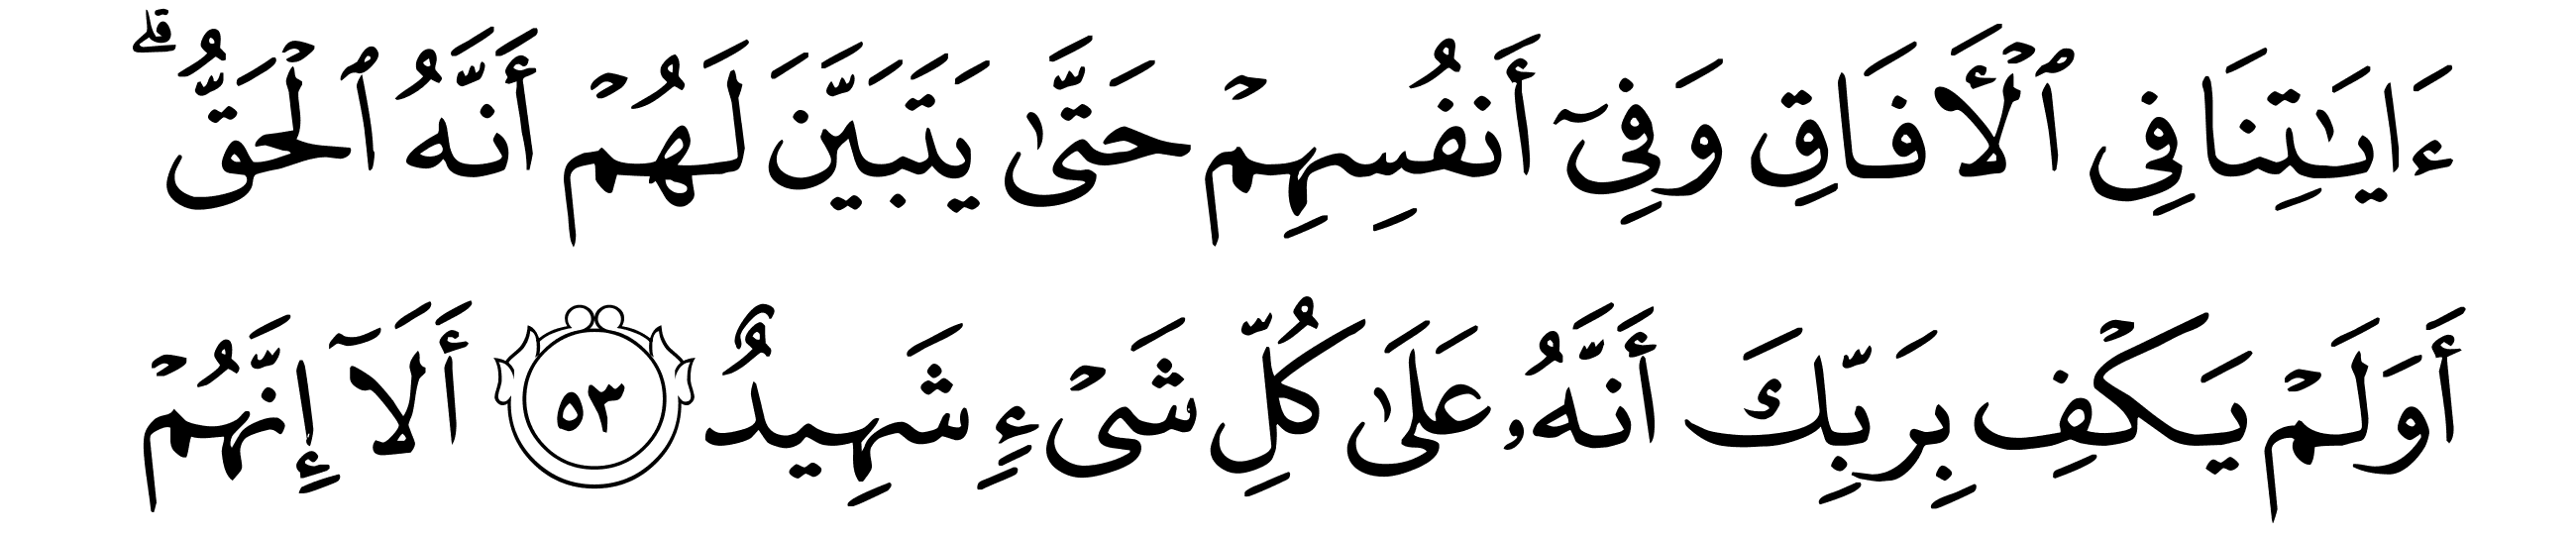 ءَايَٰتِنَا فِي ٱلْأَٓفَاقِ وَفِيٓ أَنفُسِهِمْ حَتَّىٰ يَتَبَيَّنَ لَهُمْ أَنَّهُ ٱلْحَقُّ ۗ
أَوَلَمْ يَكْفِ بِرَبِّكَ أَنَّهُۥ عَلَىٰ كُلِّ شَيْءٍ شَهِيدٌ ٥٣ أَلَآ إِنَّهُمْ